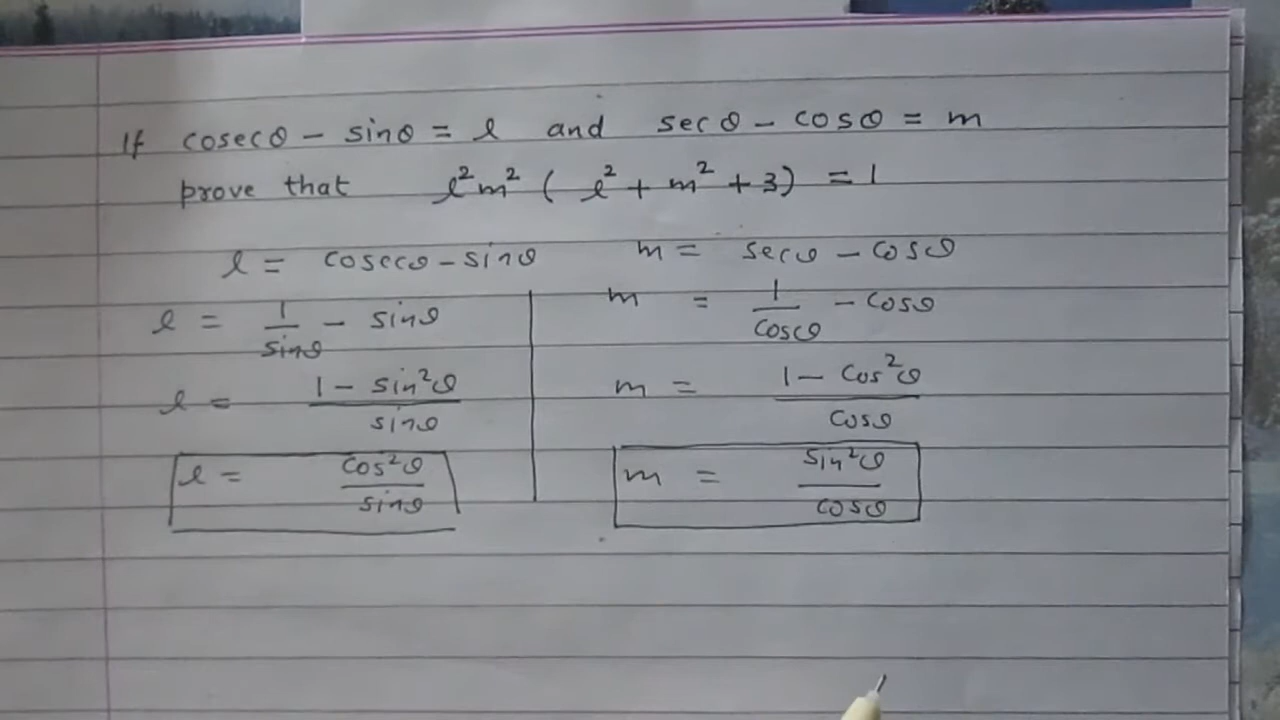 If cosecθ - sinθ = l and secθ - cosθ = m
prove that l²m² ( l² + m² + 3) = 1
l = cosecθ - sinθ
l = 1/sinθ - sinθ
l = (1 - sin²θ)/sinθ
l = cos²θ/sinθ
m = secθ - cosθ
m = 1/cosθ - cosθ
m = (1 - cos²θ)/cosθ
m = sin²θ/cosθ